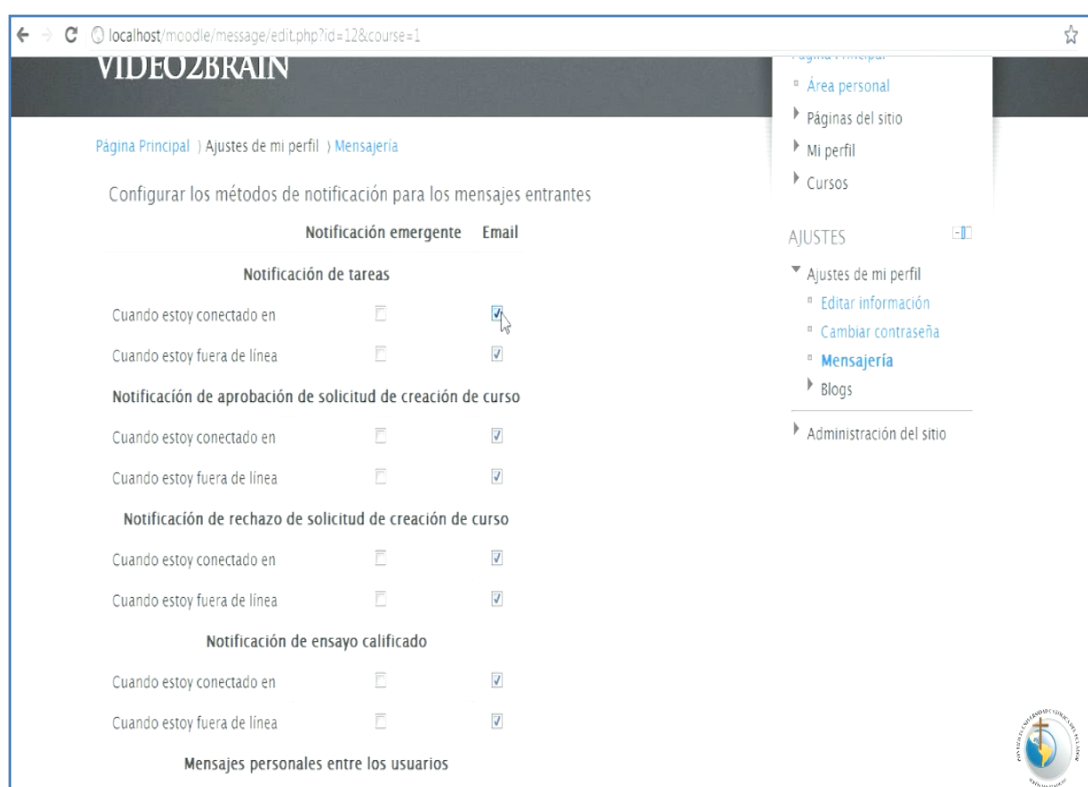 localhost/moodle/message/edit.php?id=12&course=1
VIDEO2BRAIN
Página Principal
Área personal
Páginas del sitio
Mi perfil
Cursos
Página Principal ) Ajustes de mi perfil ) Mensajería
Configurar los métodos de notificación para los mensajes entrantes
Notificación emergente Email
Notificación de tareas
Cuando estoy conectado en
Cuando estoy fuera de línea
Notificación de aprobación de solicitud de creación de curso
Cuando estoy conectado en
Cuando estoy fuera de línea
Notificación de rechazo de solicitud de creación de curso
Cuando estoy conectado en
Cuando estoy fuera de línea
Notificación de ensayo calificado
Cuando estoy conectado en
Cuando estoy fuera de línea
Mensajes personales entre los usuarios
AJUSTES
Ajustes de mi perfil
Editar información
Cambiar contraseña
Mensajería
Blogs
Administración del sitio